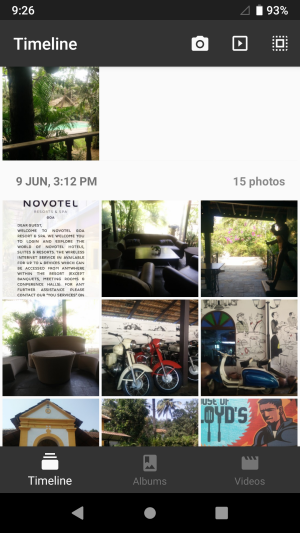 9:26
93%
Timeline
9 JUN, 3:12 PM
15 photos
NOVOTEL
RESORTS & SPA
GOA
DEAR GUEST,
WELCOME TO NOVOTEL GOA
RESORT & SPA. WE WELCOME YOU
TO LOGIN AND EXPLORE THE
WORLD OF NOVOTEL HOTELS,
SUITES & RESORTS. THE WIRELESS
INTERNET SERVICE IS AVAILABLE
FOR UP TO 4 DEVICES WHICH CAN
BE ACCESSED FROM ANYWHERE
WITHIN THE RESORT (EXCEPT
BANQUETS, MEETING ROOMS &
CONFERENCE HALLS). FOR ANY
FURTHER ASSISTANCE PLEASE
CONTACT OUR "YOU SERVICES" ON
HOUSE OF
LOYD'S
Timeline
Albums
Videos